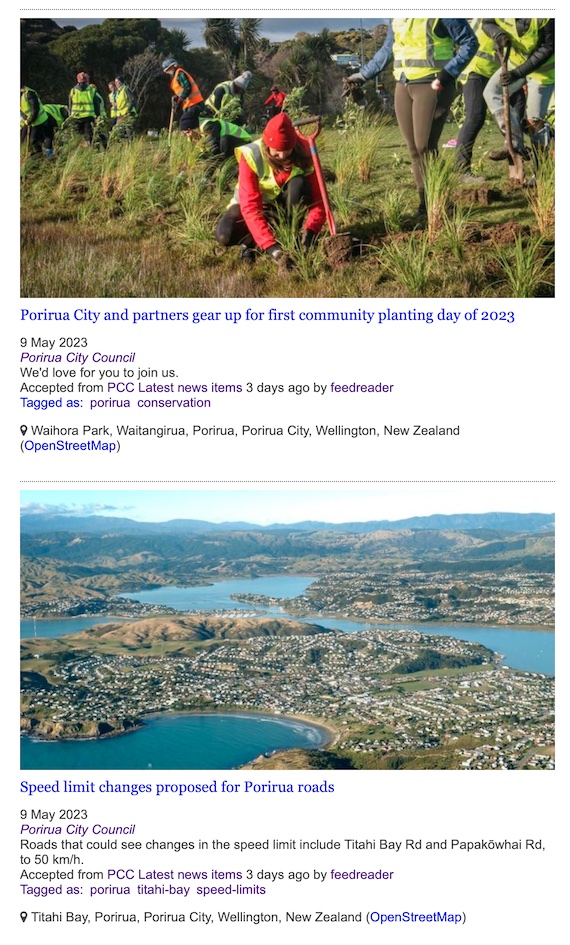 Porirua City and partners gear up for first community planting day of 2023
9 May 2023
Porirua City Council
We'd love for you to join us.
Accepted from PCC Latest news items 3 days ago by feedreader
Tagged as: porirua conservation
Waihora Park, Waitangirua, Porirua, Porirua City, Wellington, New Zealand
(OpenStreetMap)
Speed limit changes proposed for Porirua roads
9 May 2023
Porirua City Council
Roads that could see changes in the speed limit include Titahi Bay Rd and Papakōwhai Rd,
to 50 km/h.
Accepted from PCC Latest news items 3 days ago by feedreader
Tagged as: porirua titahi-bay speed-limits
Titahi Bay, Porirua, Porirua City, Wellington, New Zealand (OpenStreetMap)